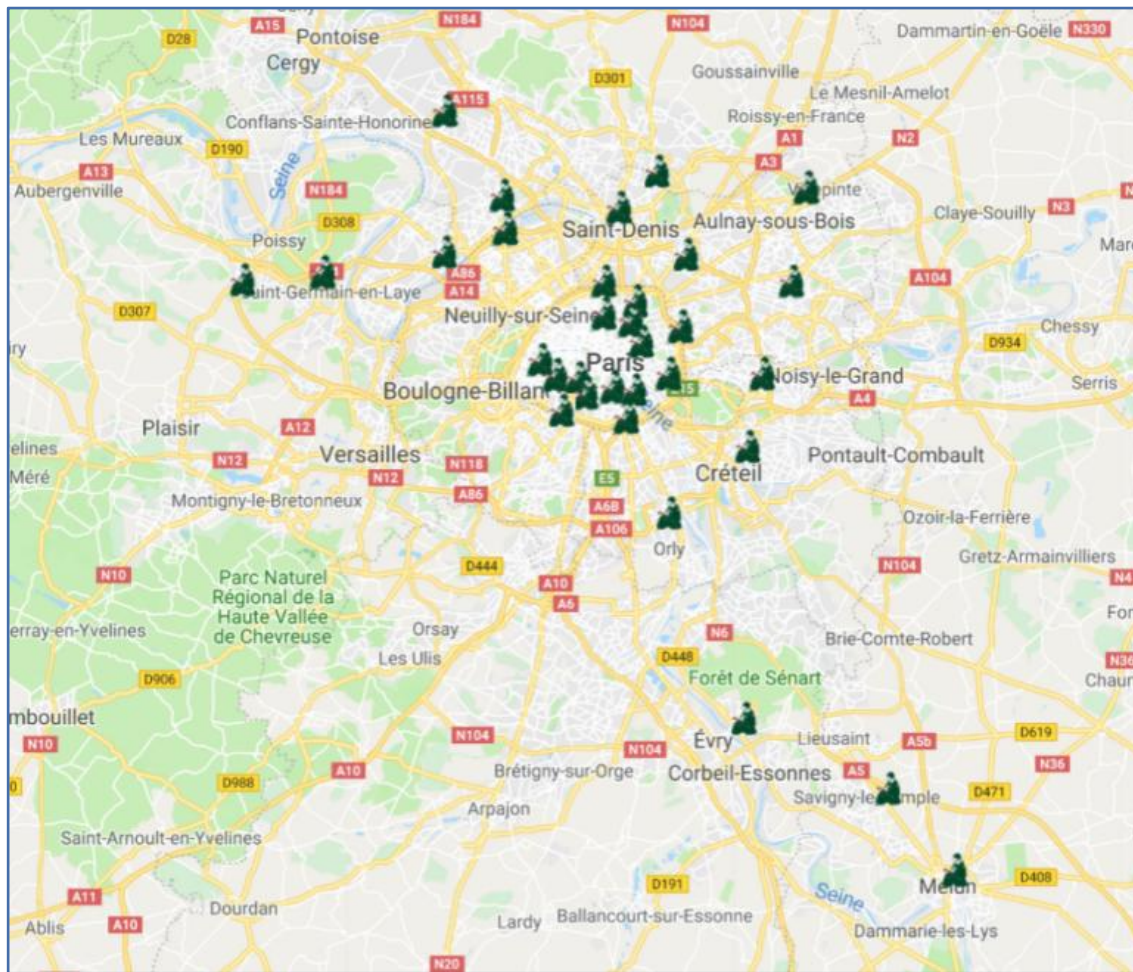 A15
N184
N104
Dammartin-en-Goële
N330
D28
Pontoise
Cergy
D301
Goussainville
Le Mesnil-Amelot
A115
Conflans-Sainte-Honorine
Roissy-en-France
Les Mureaux
D190
A1
N2
A3
A13
Seine
Aubergenville
N184
N3
D308
Saint-Denis
Aulnay-sous-Bois
Claye-Souilly
Poissy
A86
A104
A14
D307
Neuilly-sur-Seine
Chessy
D934
Paris
Noisy-le-Grand
Serris
Boulogne-Billan
A4
Plaisir
A12
Versailles
N12
N118
Pontault-Combault
N12
Créteil
E5
Méré
Montigny-le-Bretonneux
A86
A6B
A106
Ozoir-la-Ferrière
Orly
D444
Gretz-Armainvilliers
N104
N10
A10
N4
Parc Naturel
Régional de la
Haute Vallée
de Chevreuse
A6
Orsay
N6
Brie-Comte-Robert
Les Ulis
D448
N36
D906
Forêt de Sénart
mbouillet
N10
N104
N104
Évry
Lieusaint
A5b
D619
Brétigny-sur-Orge
Corbeil-Essonnes
A5
N36
A10
D988
D471
Arpajon
Saint-Arnoult-en-Yvelines
D191
Melun
D408
A11
Seine
Dourdan
Ablis
A10
Lardy
Ballancourt-sur-Essonne
Dammarie-les-Lys
N20